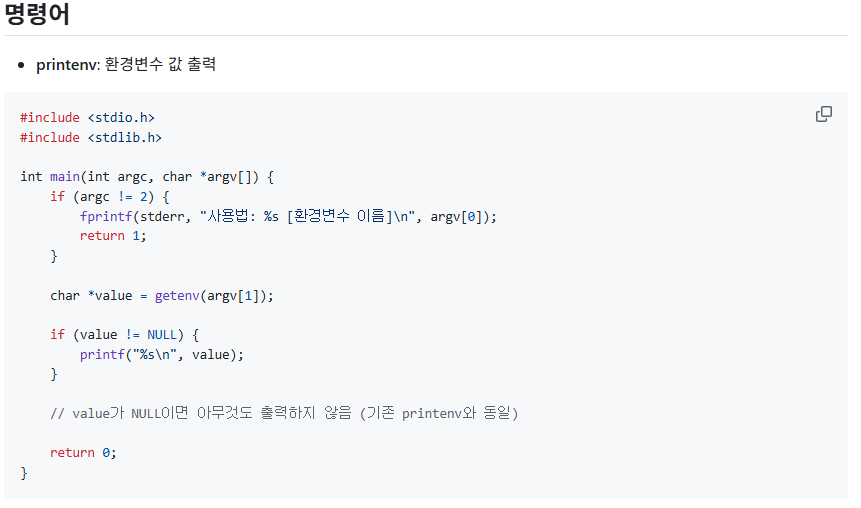 명령어
• printenv: 환경변수 값 출력
#include <stdio.h>
#include <stdlib.h>
int main(int argc, char *argv[]) {
    if (argc != 2) {
        fprintf(stderr, "사용법: %s [환경변수 이름]\n", argv[0]);
        return 1;
    }
    char *value = getenv(argv[1]);
    if (value != NULL) {
        printf("%s\n", value);
    }
    // value가 NULL이면 아무것도 출력하지 않음 (기존 printenv와 동일)
    return 0;
}